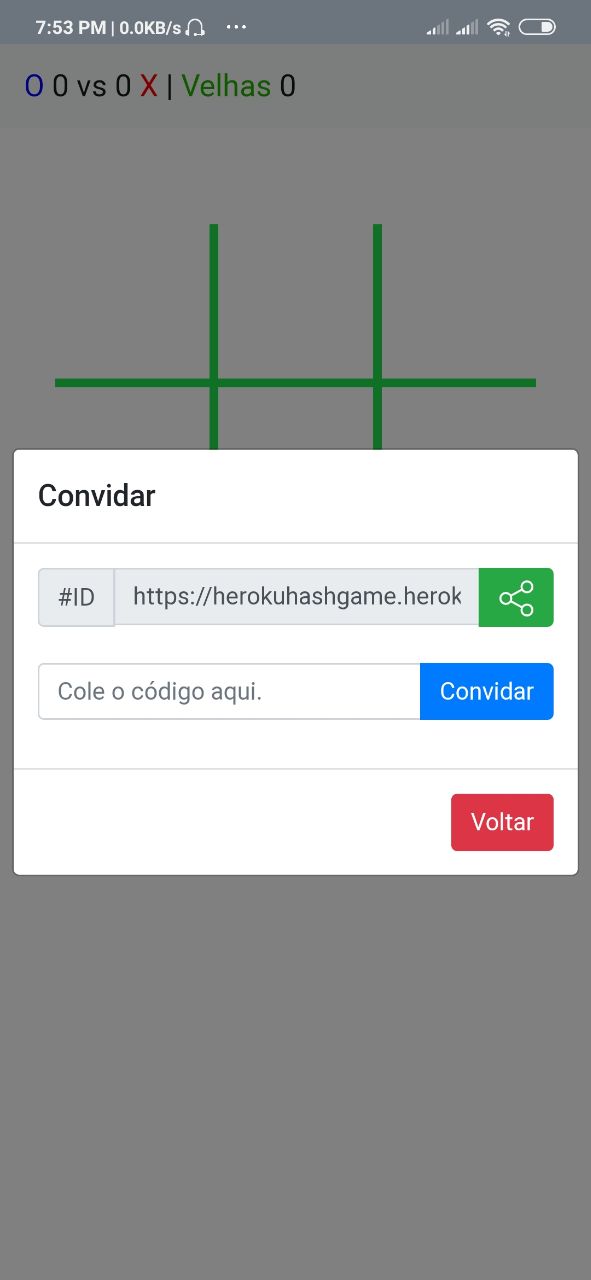 7:53 PM | 0.0KB/s
O 0 vs 0 X | Velhas 0
Convidar
#ID https://herokuhashgame.herok
Cole o código aqui. Convidar
Voltar